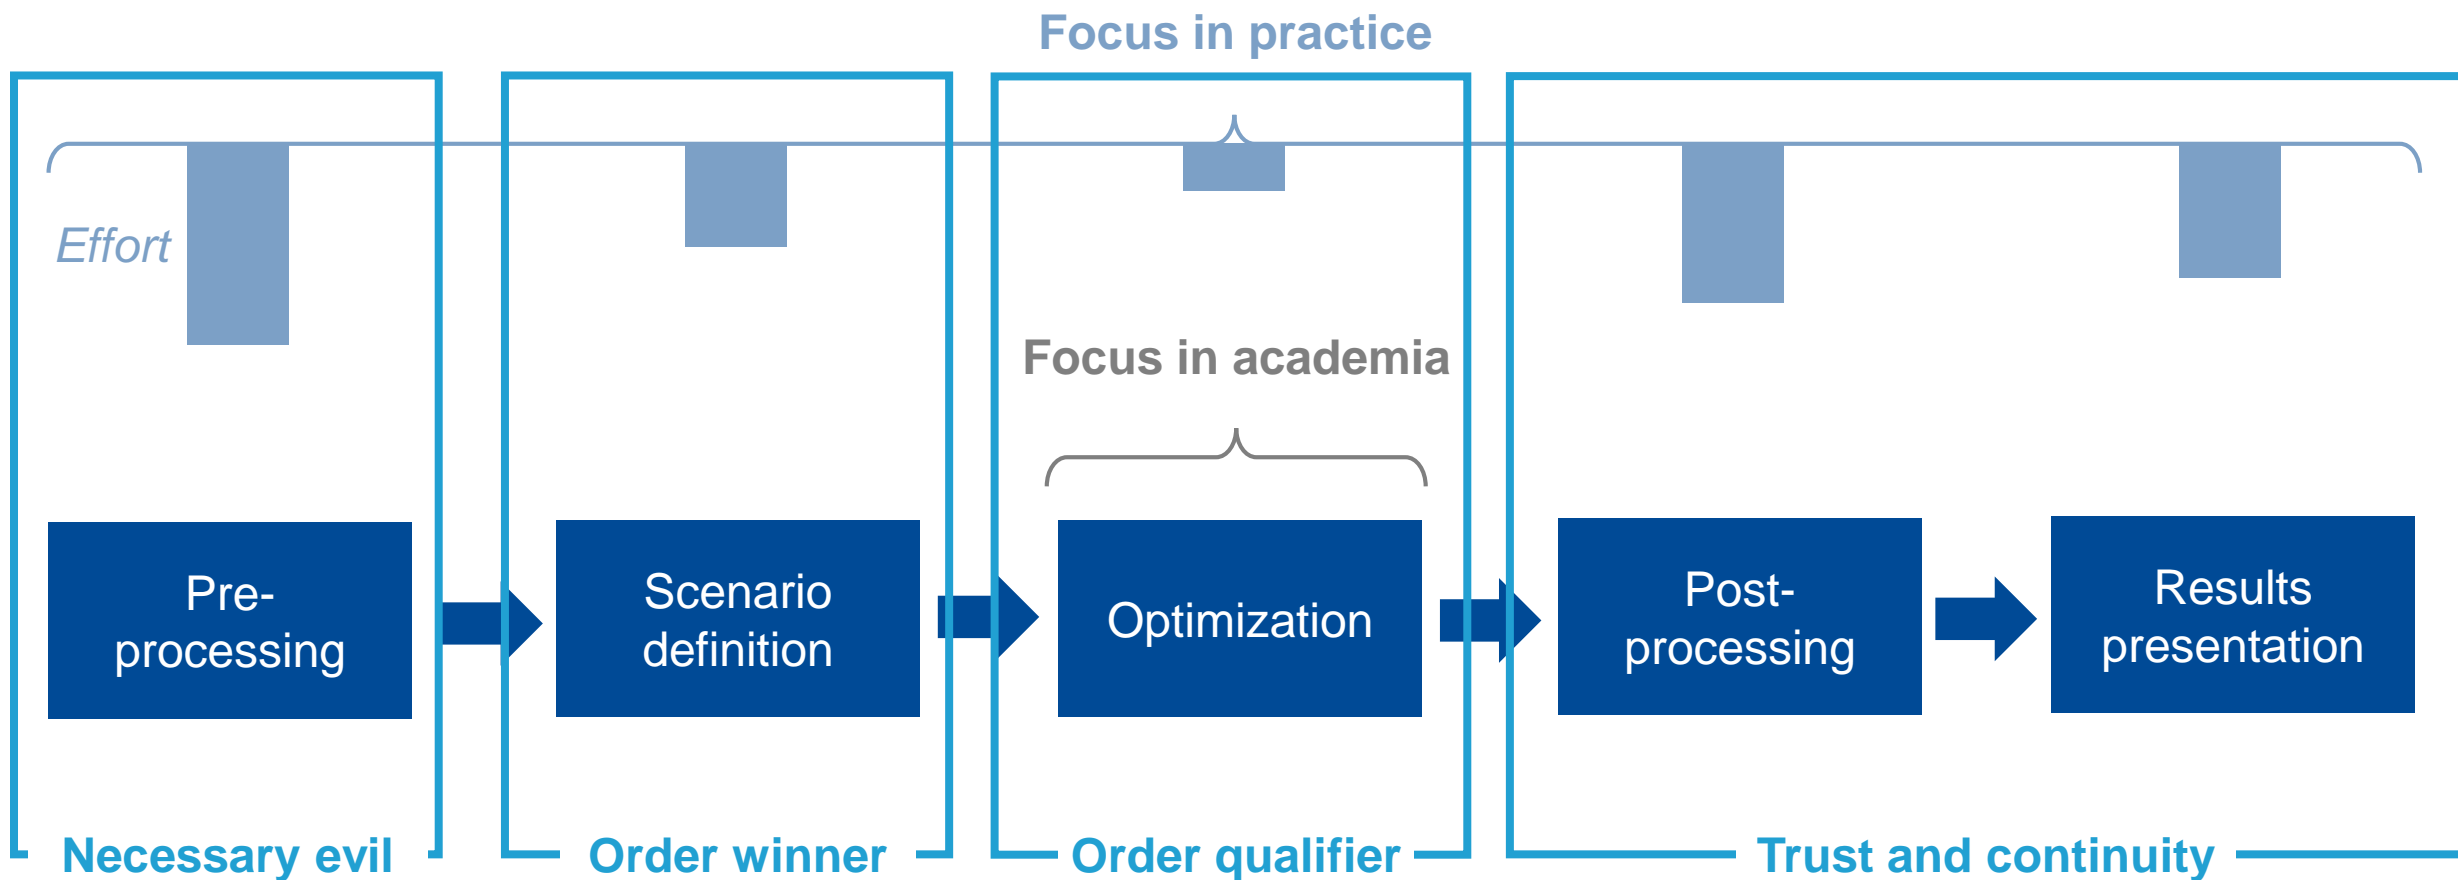 Focus in practice
Effort
Focus in academia
Pre-
processing
Scenario
definition
Optimization
Post-
processing
Results
presentation
Necessary evil
Order winner
Order qualifier
Trust and continuity